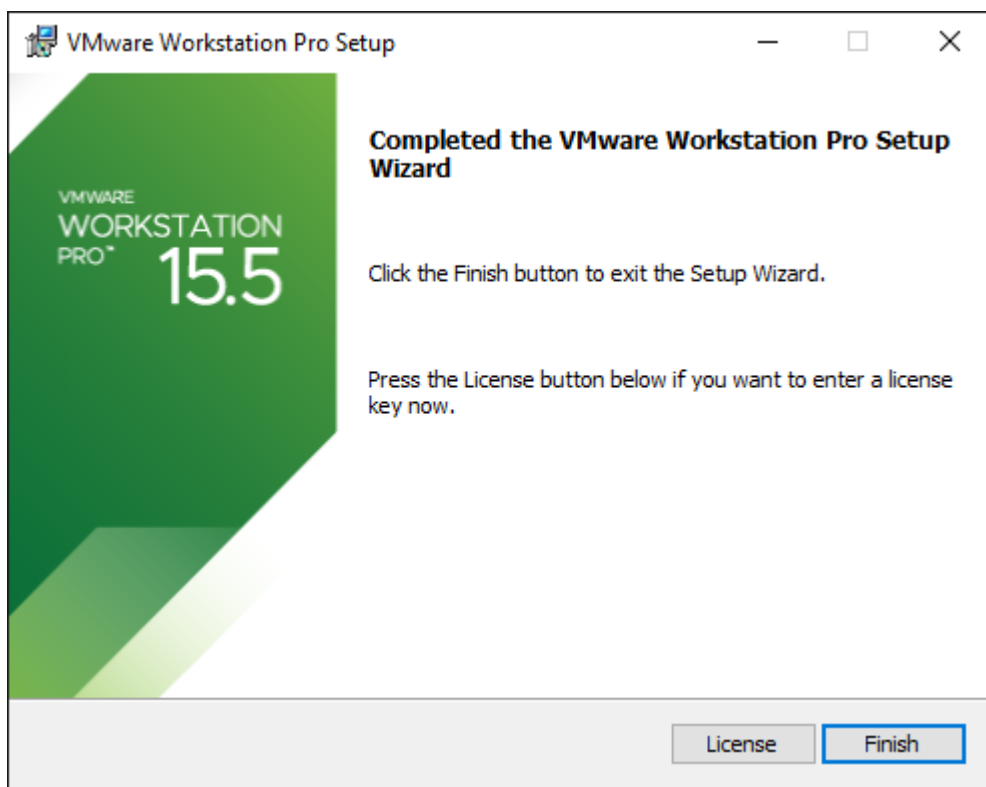 VMware Workstation Pro Setup
VMWARE
WORKSTATION
PRO™
15.5
Completed the VMware Workstation Pro Setup
Wizard
Click the Finish button to exit the Setup Wizard.
Press the License button below if you want to enter a license
key now.
License
Finish